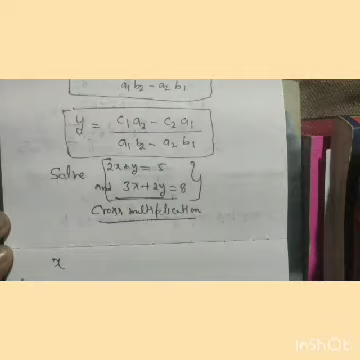 a₁b₂ - a₂b₁
y = c₁a₂ - c₂a₁
a₁b₂ - a₂b₁
Solve 2x+y = 5
and 3x+2y = 8
Cross multiplication
x
InShOt